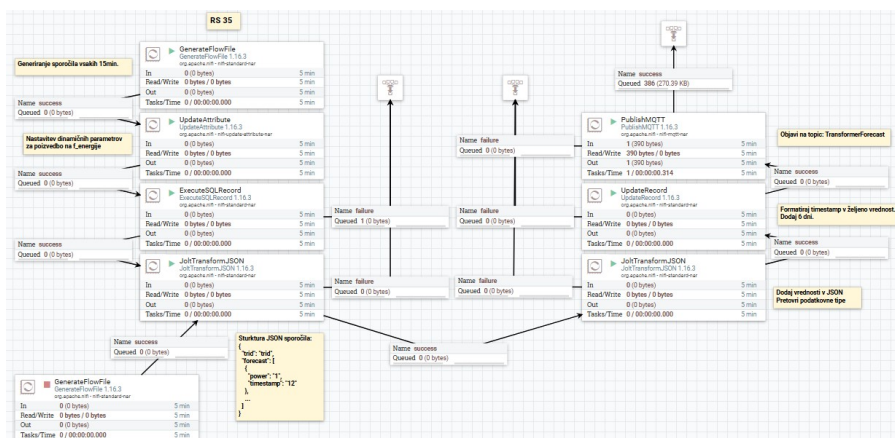 RS 35
Generiranje sporočila vsakih 15min.
GenerateFlowFile
GenerateFlowFile 1.16.3
org.apache.nifi - nifi-standard-nar
In 0 (0 bytes) 5 min
Read/Write 0 bytes / 0 bytes 5 min
Out 0 (0 bytes) 5 min
Tasks/Time 0 / 00:00:00.000 5 min
Name success
Queued 0 (0 bytes)
Nastavitev dinamičnih parametrov
za poizvedbo na f_energije
UpdateAttribute
UpdateAttribute 1.16.3
org.apache.nifi - nifi-update-attribute-nar
In 0 (0 bytes) 5 min
Read/Write 0 bytes / 0 bytes 5 min
Out 0 (0 bytes) 5 min
Tasks/Time 0 / 00:00:00.000 5 min
Name success
Queued 0 (0 bytes)
ExecuteSQLRecord
ExecuteSQLRecord 1.16.3
org.apache.nifi - nifi-standard-nar
In 0 (0 bytes) 5 min
Read/Write 0 bytes / 0 bytes 5 min
Out 0 (0 bytes) 5 min
Tasks/Time 0 / 00:00:00.000 5 min
Name success
Queued 0 (0 bytes)
JoltTransformJSON
JoltTransformJSON 1.16.3
org.apache.nifi - nifi-standard-nar
In 0 (0 bytes) 5 min
Read/Write 0 bytes / 0 bytes 5 min
Out 0 (0 bytes) 5 min
Tasks/Time 0 / 00:00:00.000 5 min
Name success
Queued 0 (0 bytes)
GenerateFlowFile
GenerateFlowFile 1.16.3
org.apache.nifi - nifi-standard-nar
In 0 (0 bytes) 5 min
Read/Write 0 bytes / 0 bytes 5 min
Out 0 (0 bytes) 5 min
Tasks/Time 0 / 00:00:00.000 5 min
Sturktura JSON sporočila:
{
"trid": "trid",
"forecast": [
{
"power": "1",
"timestamp": "12"
},
...
]
}
Name failure
Queued 1 (0 bytes)
Name failure
Queued 0 (0 bytes)
Name success
Queued 0 (0 bytes)
Name failure
Queued 0 (0 bytes)
Name failure
Queued 0 (0 bytes)
Name failure
Queued 0 (0 bytes)
Name success
Queued 386 (270.39 KB)
PublishMQTT
PublishMQTT 1.16.3
org.apache.nifi - nifi-mqtt-nar
In 1 (390 bytes) 5 min
Read/Write 390 bytes / 0 bytes 5 min
Out 1 (390 bytes) 5 min
Tasks/Time 1 / 00:00:00.314 5 min
Objavi na topic: TransformerForecast
Name success
Queued 0 (0 bytes)
UpdateRecord
UpdateRecord 1.16.3
org.apache.nifi - nifi-standard-nar
In 0 (0 bytes) 5 min
Read/Write 0 bytes / 0 bytes 5 min
Out 0 (0 bytes) 5 min
Tasks/Time 0 / 00:00:00.000 5 min
Formatiraj timestamp v željeno vrednost.
Dodaj 6 dni.
Name success
Queued 0 (0 bytes)
JoltTransformJSON
JoltTransformJSON 1.16.3
org.apache.nifi - nifi-standard-nar
In 0 (0 bytes) 5 min
Read/Write 0 bytes / 0 bytes 5 min
Out 0 (0 bytes) 5 min
Tasks/Time 0 / 00:00:00.000 5 min
Dodaj vrednosti v JSON
Pretovri podatkovne tipe